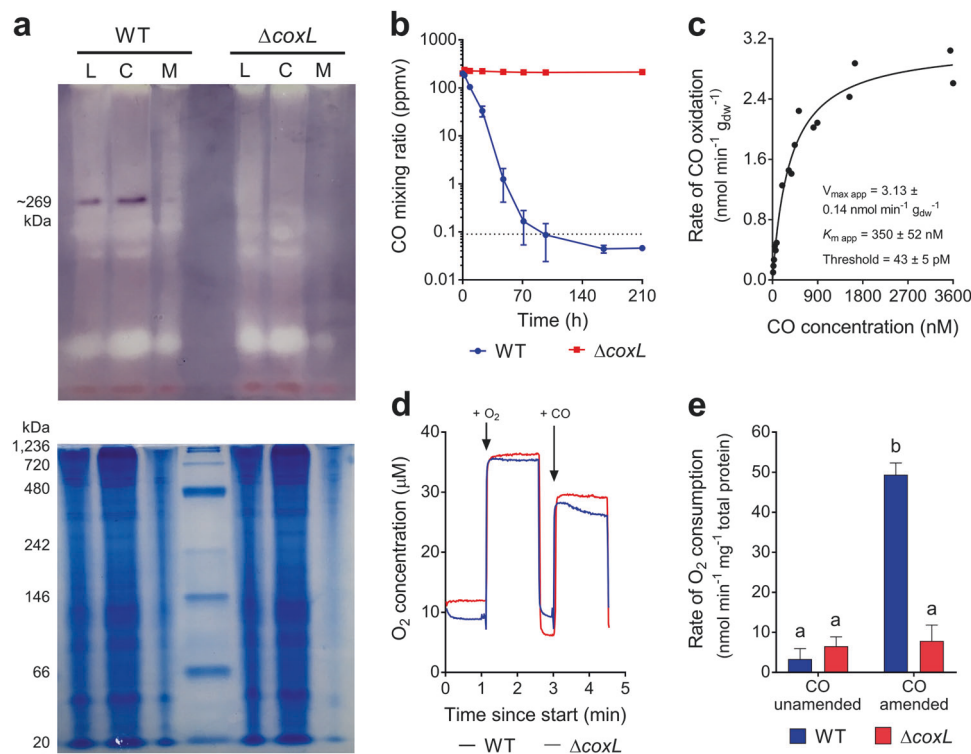 a
WT
ΔcoxL
L C M L C M
~269
kDa
kDa
1,236
720
480
242
146
66
20
b
CO mixing ratio (ppmv)
1000
100
10
1
0.1
0.01
0 70 140 210
Time (h)
WT ΔcoxL
c
Rate of CO oxidation
(nmol min⁻¹ g_dw⁻¹)
3.0
2.4
1.8
1.2
0.6
0.0
V_max app = 3.13 ±
0.14 nmol min⁻¹ g_dw⁻¹
K_m app = 350 ± 52 nM
Threshold = 43 ± 5 pM
0 900 1800 2700 3600
CO concentration (nM)
d
+ O₂ + CO
O₂ concentration (μM)
40
30
20
10
0
0 1 2 3 4 5
Time since start (min)
WT ΔcoxL
e
Rate of O₂ consumption
(nmol min⁻¹ mg⁻¹ total protein)
60
50
40
30
20
10
0
a a b a
CO
unamended
CO
amended
WT ΔcoxL